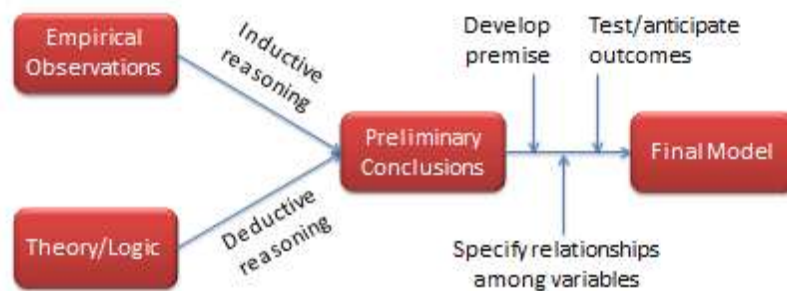 Empirical
Observations
Inductive
reasoning
Theory/Logic
Deductive
reasoning
Preliminary
Conclusions
Develop
premise
Test/anticipate
outcomes
Specify relationships
among variables
Final Model